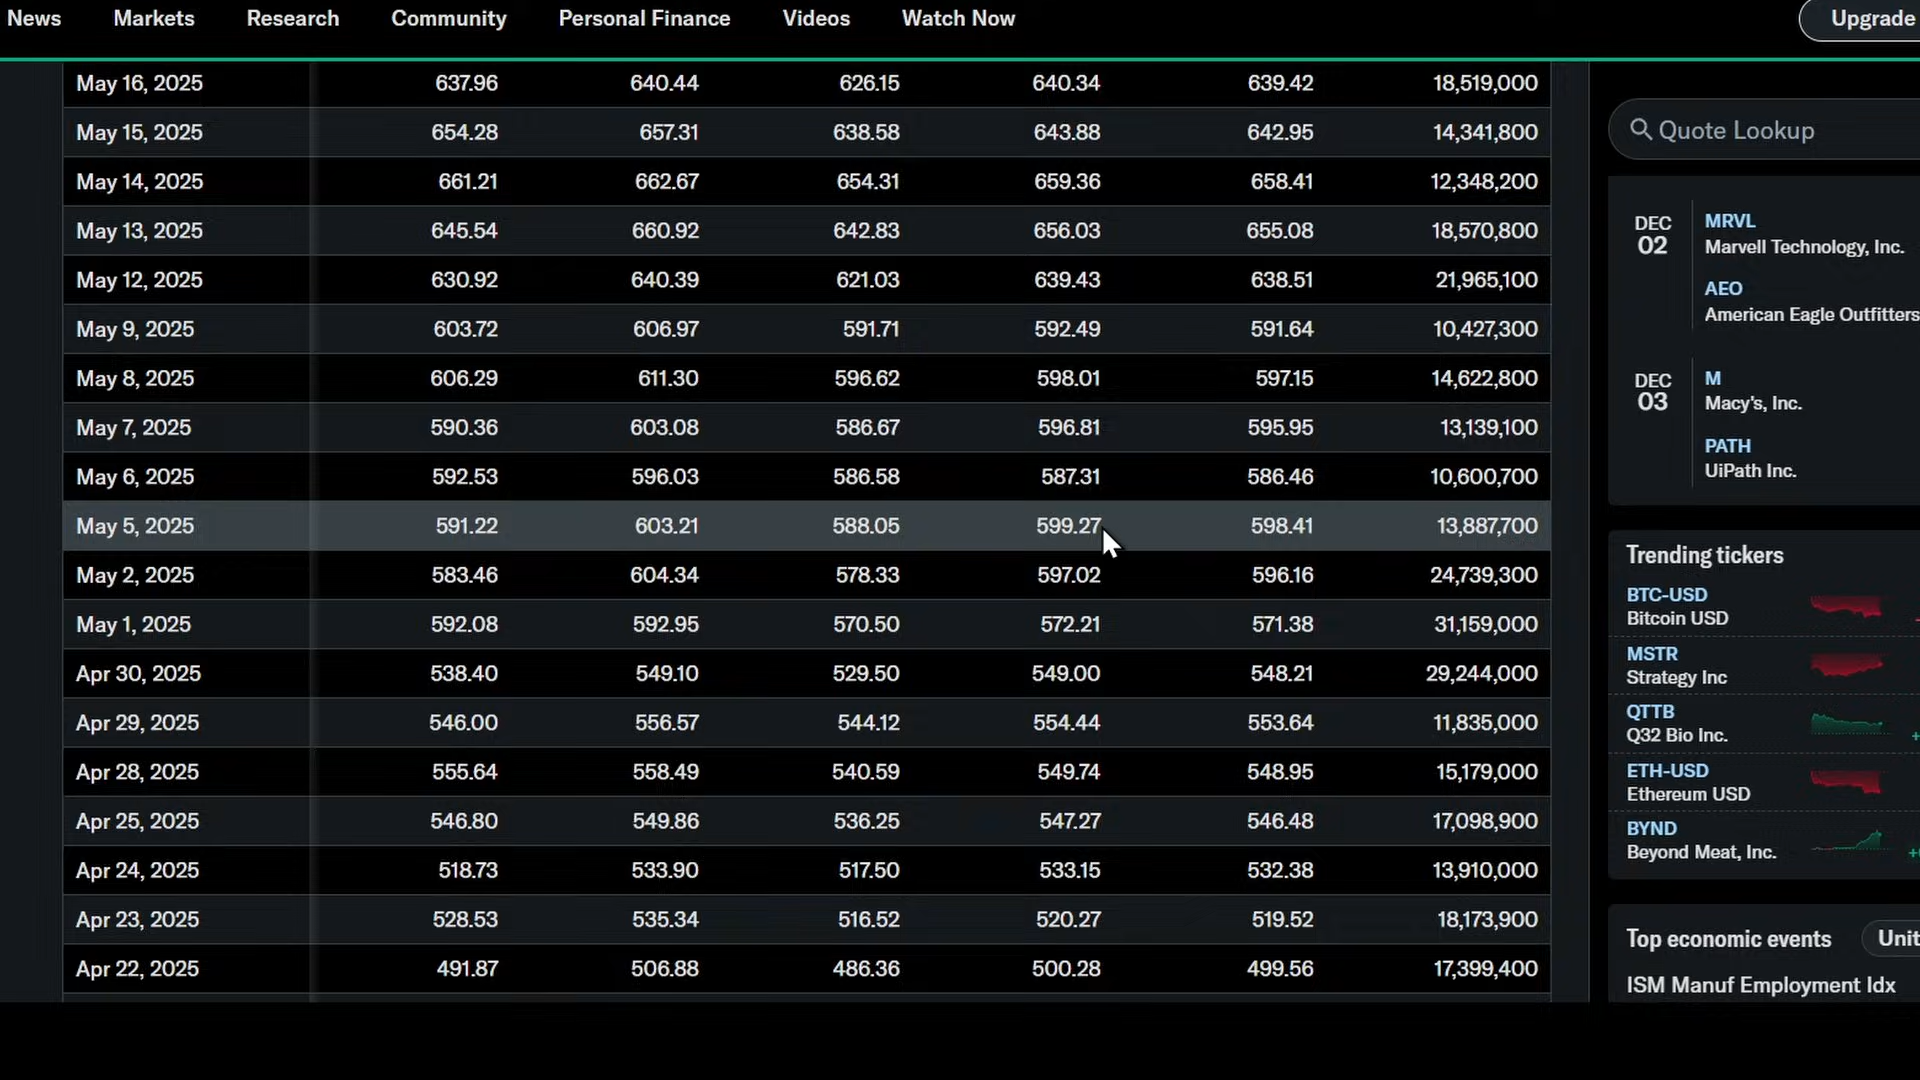 News Markets Research Community Personal Finance Videos Watch Now Upgrade
May 16, 2025 637.96 640.44 626.15 640.34 639.42 18,519,000
May 15, 2025 654.28 657.31 638.58 643.88 642.95 14,341,800
May 14, 2025 661.21 662.67 654.31 659.36 658.41 12,348,200
May 13, 2025 645.54 660.92 642.83 656.03 655.08 18,570,800
May 12, 2025 630.92 640.39 621.03 639.43 638.51 21,965,100
May 9, 2025 603.72 606.97 591.71 592.49 591.64 10,427,300
May 8, 2025 606.29 611.30 596.62 598.01 597.15 14,622,800
May 7, 2025 590.36 603.08 586.67 596.81 595.95 13,139,100
May 6, 2025 592.53 596.03 586.58 587.31 586.46 10,600,700
May 5, 2025 591.22 603.21 588.05 599.27 598.41 13,887,700
May 2, 2025 583.46 604.34 578.33 597.02 596.16 24,739,300
May 1, 2025 592.08 592.95 570.50 572.21 571.38 31,159,000
Apr 30, 2025 538.40 549.10 529.50 549.00 548.21 29,244,000
Apr 29, 2025 546.00 556.57 544.12 554.44 553.64 11,835,000
Apr 28, 2025 555.64 558.49 540.59 549.74 548.95 15,179,000
Apr 25, 2025 546.80 549.86 536.25 547.27 546.48 17,098,900
Apr 24, 2025 518.73 533.90 517.50 533.15 532.38 13,910,000
Apr 23, 2025 528.53 535.34 516.52 520.27 519.52 18,173,900
Apr 22, 2025 491.87 506.88 486.36 500.28 499.56 17,399,400
Quote Lookup
DEC
02
MRVL
Marvell Technology, Inc.
AEO
American Eagle Outfitters
DEC
03
M
Macy's, Inc.
PATH
UiPath Inc.
Trending tickers
BTC-USD
Bitcoin USD
MSTR
Strategy Inc
QTTB
Q32 Bio Inc.
+
ETH-USD
Ethereum USD
BYND
Beyond Meat, Inc.
Top economic events Unit
ISM Manuf Employment Idx